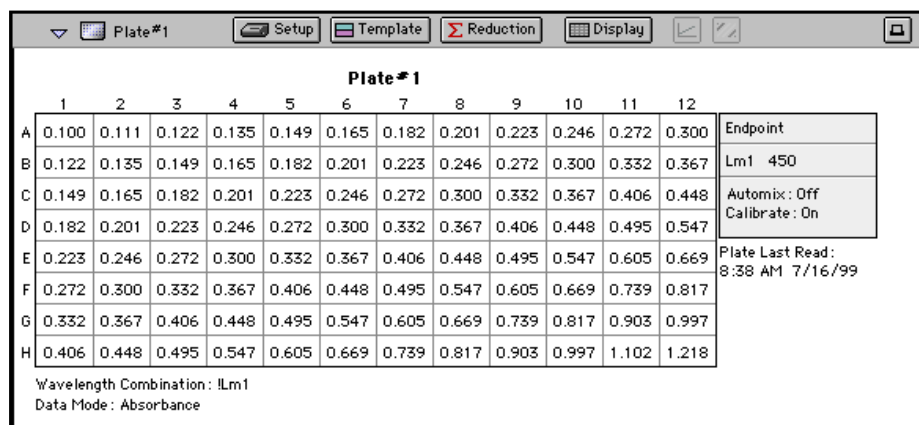 Plate#1 Setup Template Reduction Display
Plate#1
1 2 3 4 5 6 7 8 9 10 11 12
A 0.100 0.111 0.122 0.135 0.149 0.165 0.182 0.201 0.223 0.246 0.272 0.300
B 0.122 0.135 0.149 0.165 0.182 0.201 0.223 0.246 0.272 0.300 0.332 0.367
C 0.149 0.165 0.182 0.201 0.223 0.246 0.272 0.300 0.332 0.367 0.406 0.448
D 0.182 0.201 0.223 0.246 0.272 0.300 0.332 0.367 0.406 0.448 0.495 0.547
E 0.223 0.246 0.272 0.300 0.332 0.367 0.406 0.448 0.495 0.547 0.605 0.669
F 0.272 0.300 0.332 0.367 0.406 0.448 0.495 0.547 0.605 0.669 0.739 0.817
G 0.332 0.367 0.406 0.448 0.495 0.547 0.605 0.669 0.739 0.817 0.903 0.997
H 0.406 0.448 0.495 0.547 0.605 0.669 0.739 0.817 0.903 0.997 1.102 1.218
Endpoint
Lm1 450
Automix: Off
Calibrate: On
Plate Last Read:
8:38 AM 7/16/99
Wavelength Combination: !Lm1
Data Mode: Absorbance